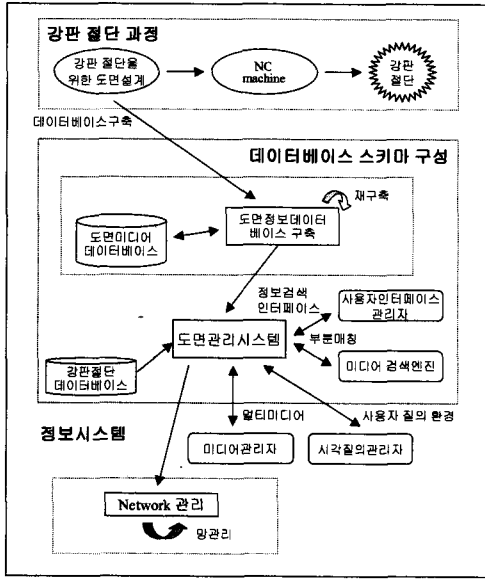 강판 절단 과정
강판 절단을
위한 도면설계
NC
machine
강판
절단
데이터베이스구축
데이터베이스 스키마 구성
재구축
도면정보데이터
베이스 구축
도면미디어
데이터베이스
정보검색
인터페이스
사용자인터페이스
관리자
도면관리시스템
부분매칭
미디어 검색엔진
강판절단
데이터베이스
멀티미디어
사용자 질의 환경
정보시스템
미디어관리자
시각질의관리자
Network 관리
망관리